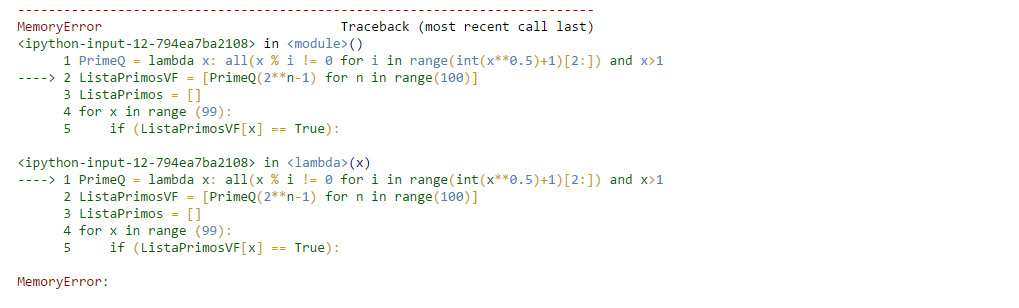 ---------------------------------------------------------------------------
MemoryError                               Traceback (most recent call last)
<ipython-input-12-794ea7ba2108> in <module>()
      1 PrimeQ = lambda x: all(x % i != 0 for i in range(int(x**0.5)+1)[2:]) and x>1
----> 2 ListaPrimosVF = [PrimeQ(2**n-1) for n in range(100)]
      3 ListaPrimos = []
      4 for x in range (99):
      5     if (ListaPrimosVF[x] == True):

<ipython-input-12-794ea7ba2108> in <lambda>(x)
----> 1 PrimeQ = lambda x: all(x % i != 0 for i in range(int(x**0.5)+1)[2:]) and x>1
      2 ListaPrimosVF = [PrimeQ(2**n-1) for n in range(100)]
      3 ListaPrimos = []
      4 for x in range (99):
      5     if (ListaPrimosVF[x] == True):

MemoryError: